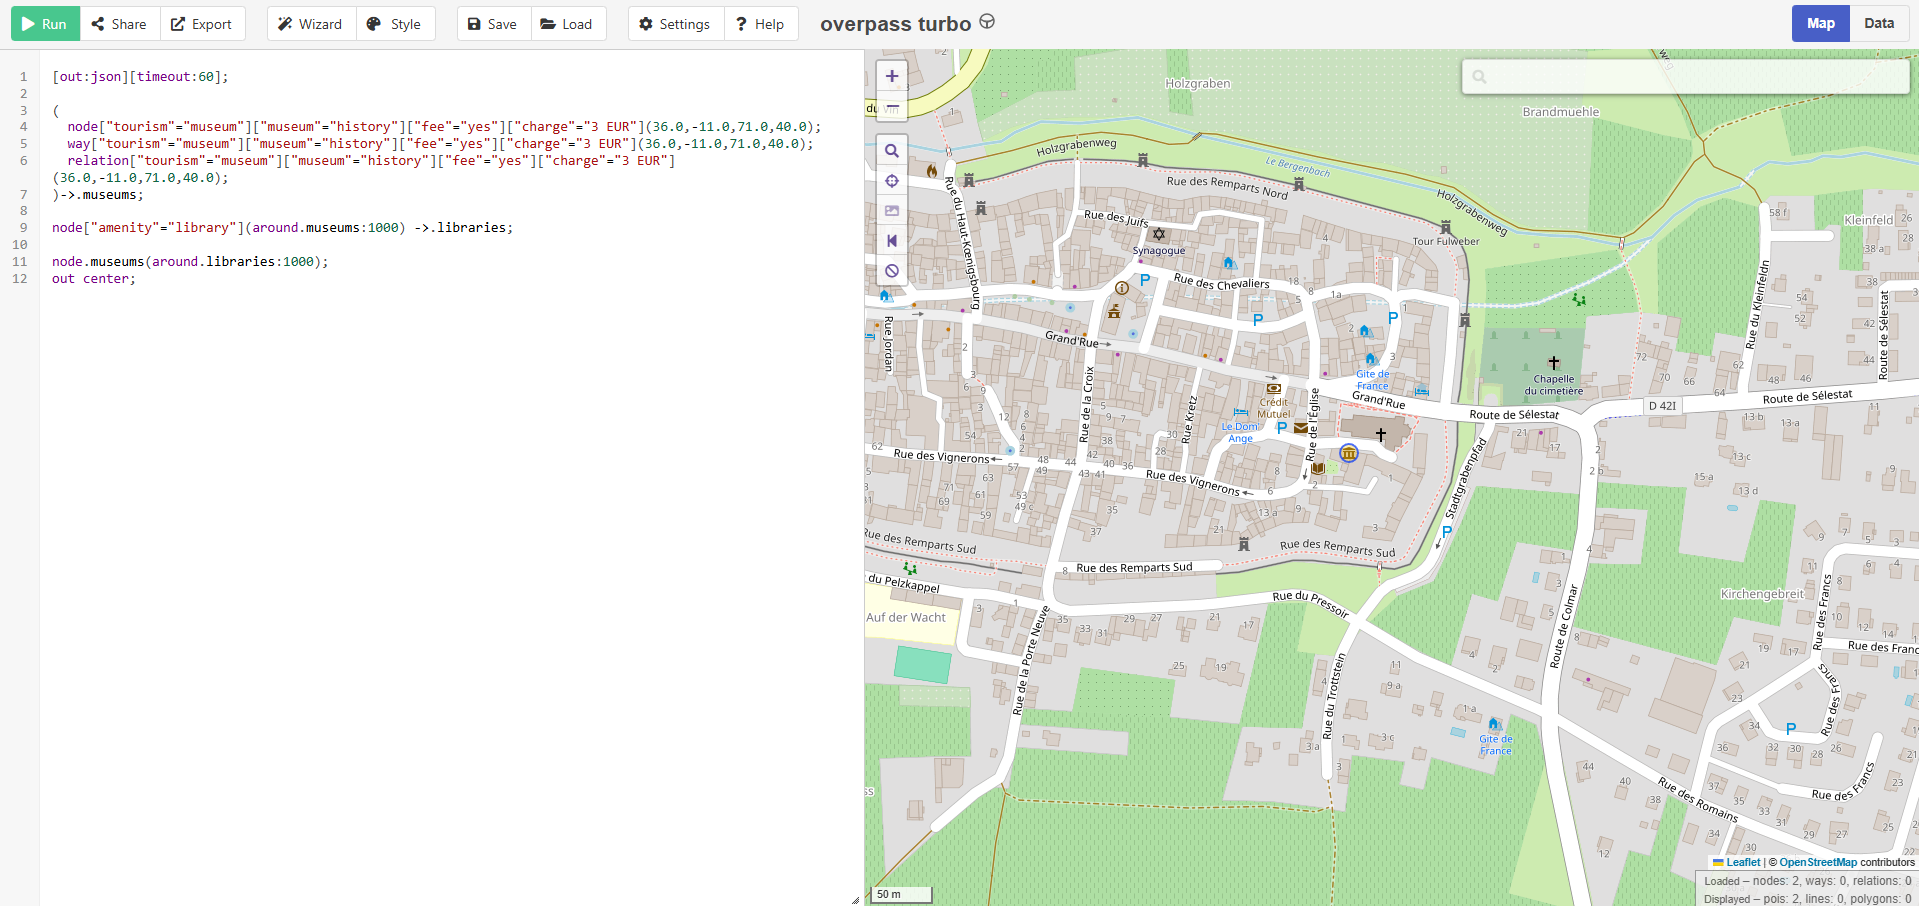 Run Share Export Wizard Style Save Load Settings Help overpass turbo Map Data
1 [out:json][timeout:60];
2
3 (
4 node["tourism"="museum"]["museum"="history"]["fee"="yes"]["charge"="3 EUR"](36.0,-11.0,71.0,40.0);
5 way["tourism"="museum"]["museum"="history"]["fee"="yes"]["charge"="3 EUR"](36.0,-11.0,71.0,40.0);
6 relation["tourism"="museum"]["museum"="history"]["fee"="yes"]["charge"="3 EUR"]
(36.0,-11.0,71.0,40.0);
7 )->.museums;
8
9 node["amenity"="library"](around.museums:1000) ->.libraries;
10
11 node.museums(around.libraries:1000);
12 out center;
Holzgraben
Brandmuehle
du Vin
Holzgrabenweg
Le Bergenbach
Rue des Remparts Nord
Holzgrabenweg
Rue du Haut-Kœnigsbourg
Rue des Juifs
Synagogue
Tour Fulweber
58 f
Kleinfeld
38 a
Rue des Chevaliers
Rue du Kleinfeldn
Route de Sélestat
Rue Jordan
Grand'Rue
Rue de la Croix
Gite de
France
Grand'Rue
Crédit
Mutuel
Le Dom
Ange
Rue Kretz
Rue de l'Église
Chapelle
du cimetière
Route de Sélestat
D 42I
Route de Sélestat
Rue des Vignerons
Rue des Vignerons
Stadtgrabenpfad
Rue des Remparts Sud
Rue des Remparts Sud
Rue des Remparts Sud
du Pelzkappel
Auf der Wacht
Rue de la Porte Neuve
Rue du Pressoir
Rue du Trottstein
Route de Colmar
Kirchengebreit
Rue des Francs
Rue des Franc
Rue des Francs
Gite de
France
Rue des Francs
Rue des Romains
50 m
Leaflet | © OpenStreetMap contributors
Loaded – nodes: 2, ways: 0, relations: 0
Displayed – pois: 2, lines: 0, polygons: 0